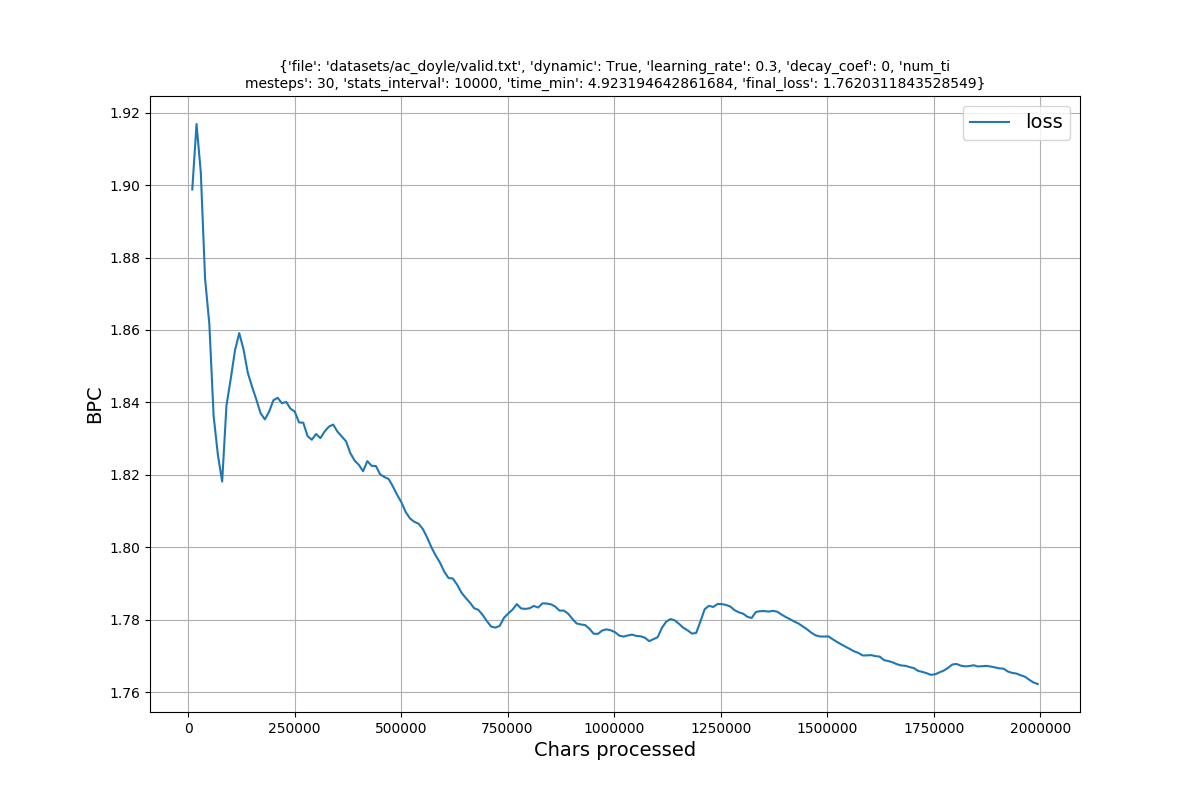 {'file': 'datasets/ac_doyle/valid.txt', 'dynamic': True, 'learning_rate': 0.3, 'decay_coef': 0, 'num_ti
mesteps': 30, 'stats_interval': 10000, 'time_min': 4.923194642861684, 'final_loss': 1.7620311843528549}
loss
1.92
1.90
1.88
1.86
1.84
1.82
1.80
1.78
1.76
BPC
0 250000 500000 750000 1000000 1250000 1500000 1750000 2000000
Chars processed